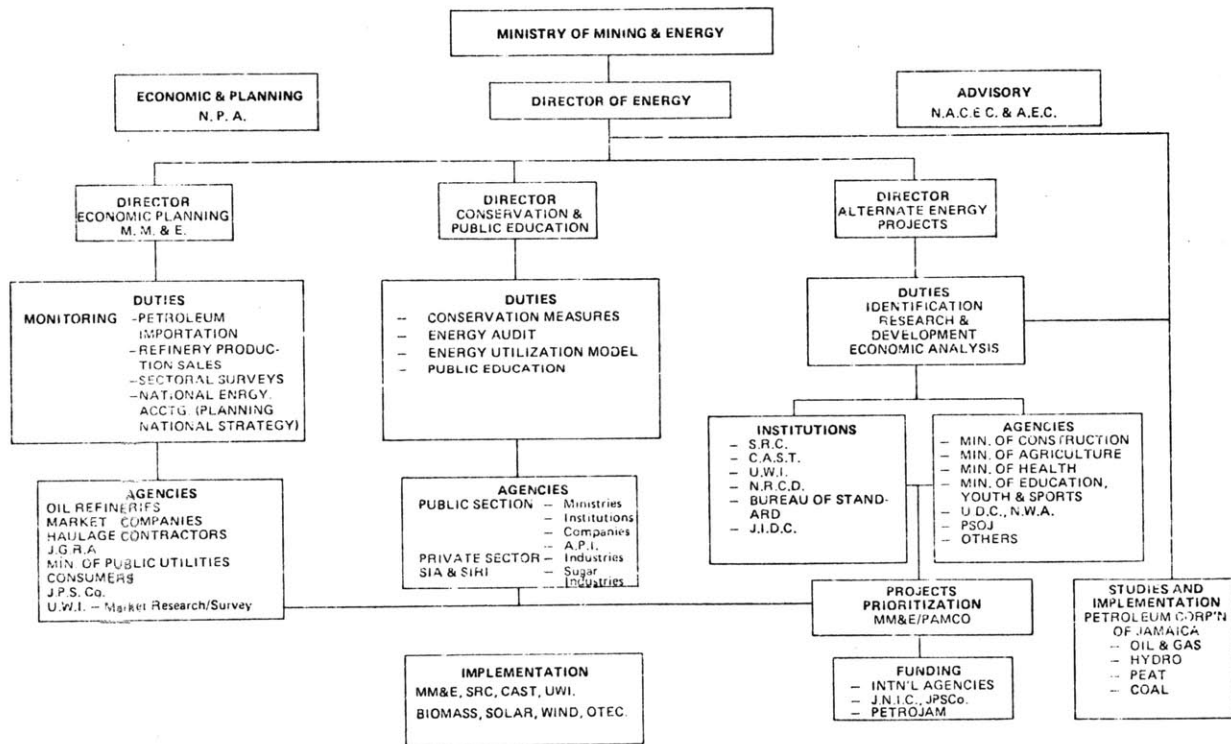 MINISTRY OF MINING & ENERGY
ECONOMIC & PLANNING
N. P. A.
DIRECTOR OF ENERGY
ADVISORY
N.A.C.E.C. & A.E.C.
DIRECTOR
ECONOMIC PLANNING
M. M. & E.
DIRECTOR
CONSERVATION &
PUBLIC EDUCATION
DIRECTOR
ALTERNATE ENERGY
PROJECTS
DUTIES
MONITORING –PETROLEUM
IMPORTATION
–REFINERY PRODUC-
TION SALES
–SECTORAL SURVEYS
–NATIONAL ENRGY.
ACCTG. (PLANNING
NATIONAL STRATEGY)
DUTIES
– CONSERVATION MEASURES
– ENERGY AUDIT
– ENERGY UTILIZATION MODEL
– PUBLIC EDUCATION
DUTIES
IDENTIFICATION
RESEARCH &
DEVELOPMENT
ECONOMIC ANALYSIS
INSTITUTIONS
– S.R.C.
– C.A.S.T.
– U.W.I.
– N.R.C.D.
– BUREAU OF STAND-
ARD
– J.I.D.C.
AGENCIES
– MIN. OF CONSTRUCTION
– MIN. OF AGRICULTURE
– MIN. OF HEALTH
– MIN. OF EDUCATION,
YOUTH & SPORTS
– U.D.C., N.W.A.
– PSOJ
– OTHERS
AGENCIES
OIL REFINERIES
MARKET COMPANIES
HAULAGE CONTRACTORS
J.G.R.A
MIN. OF PUBLIC UTILITIES
CONSUMERS
J.P.S. Co.
U.W.I. – Market Research/Survey
AGENCIES
PUBLIC SECTION – Ministries
– Institutions
– Companies
– A.P.I.
PRIVATE SECTOR – Industries
SIA & SIRI – Sugar
Industries
PROJECTS
PRIORITIZATION
MM&E/PAMCO
STUDIES AND
IMPLEMENTATION
PETROLEUM CORP'N
OF JAMAICA
– OIL & GAS
– HYDRO
– PEAT
– COAL
IMPLEMENTATION
MM&E, SRC, CAST, UWI.
BIOMASS, SOLAR, WIND, OTEC.
FUNDING
– INTN'L AGENCIES
– J.N.I.C., JPSCo.
– PETROJAM